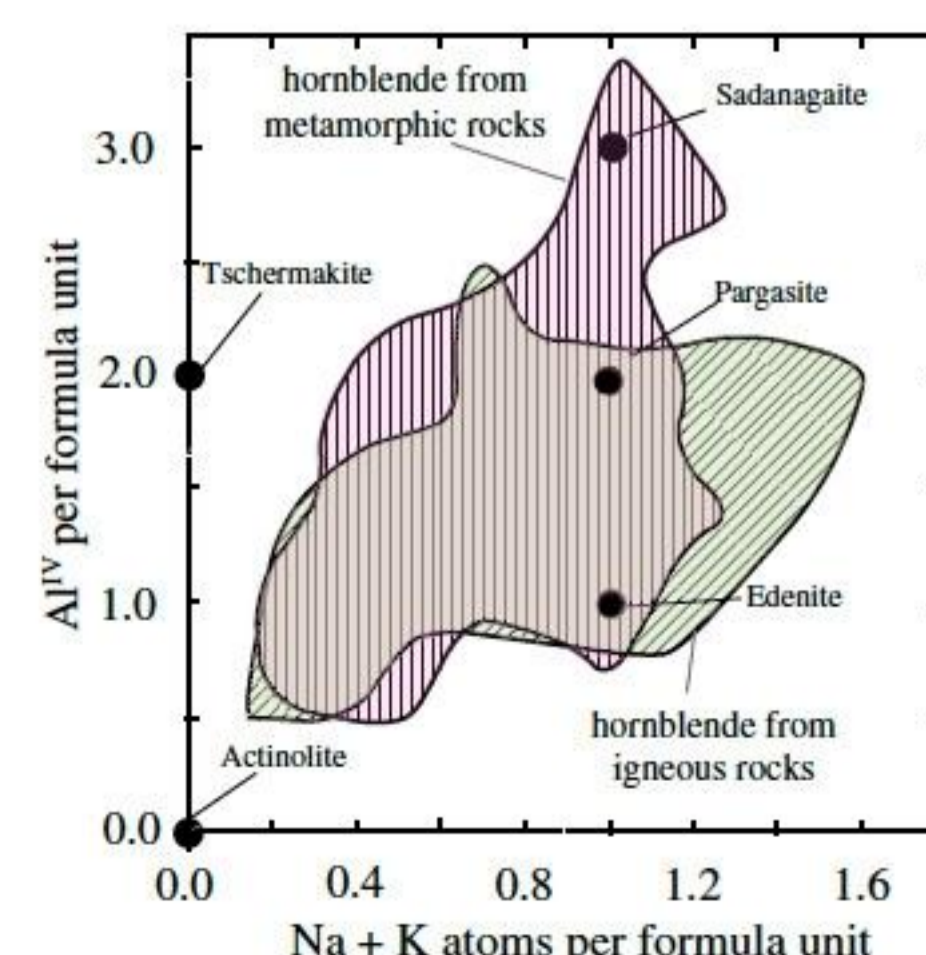 hornblende from
metamorphic rocks
Sadanagaite
3.0
Tschermakite
Pargasite
2.0
Al^IV per formula unit
1.0
Edenite
hornblende from
igneous rocks
Actinolite
0.0
0.0 0.4 0.8 1.2 1.6
Na + K atoms per formula unit